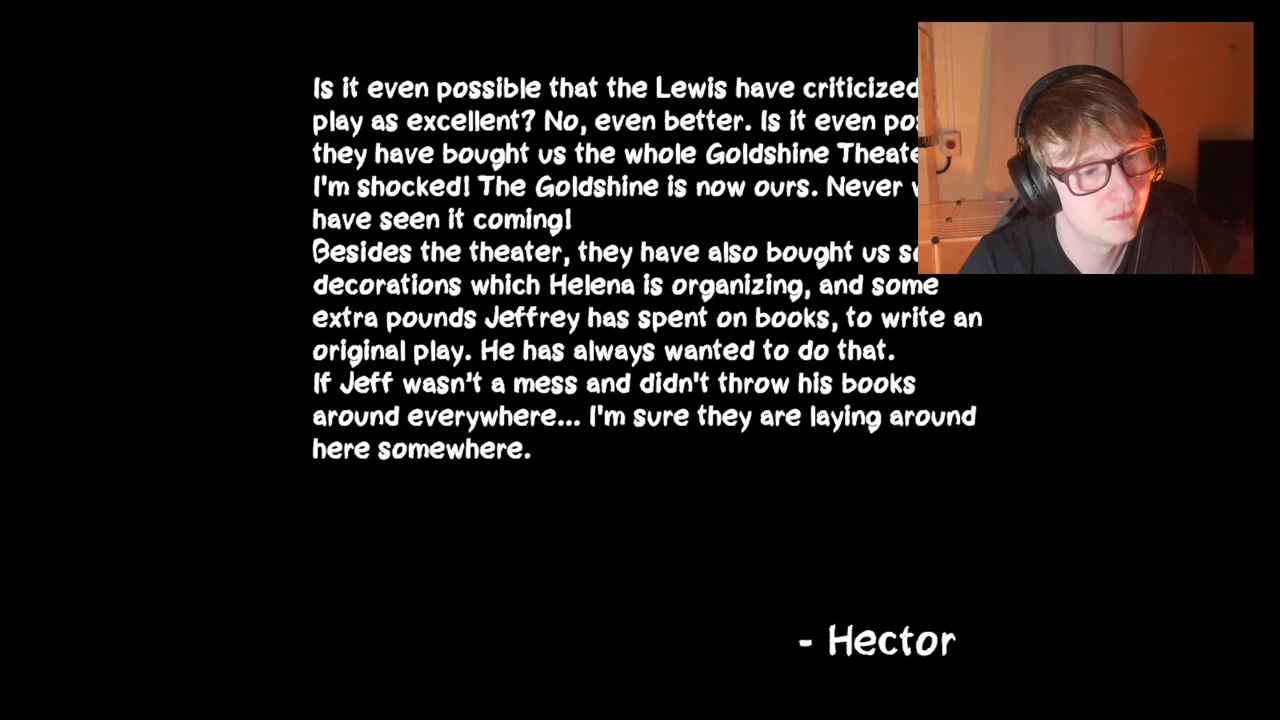 Is it even possible that the Lewis have criticized
play as excellent? No, even better. Is it even
they have bought us the whole Goldshine
I'm shocked! The Goldshine is now ours. Never
have seen it coming!
Besides the theater, they have also bought us
decorations which Helena is organizing, and some
extra pounds Jeffrey has spent on books, to write an
original play. He has always wanted to do that.
If Jeff wasn't a mess and didn't throw his books
around everywhere... I'm sure they are laying around
here somewhere.
- Hector